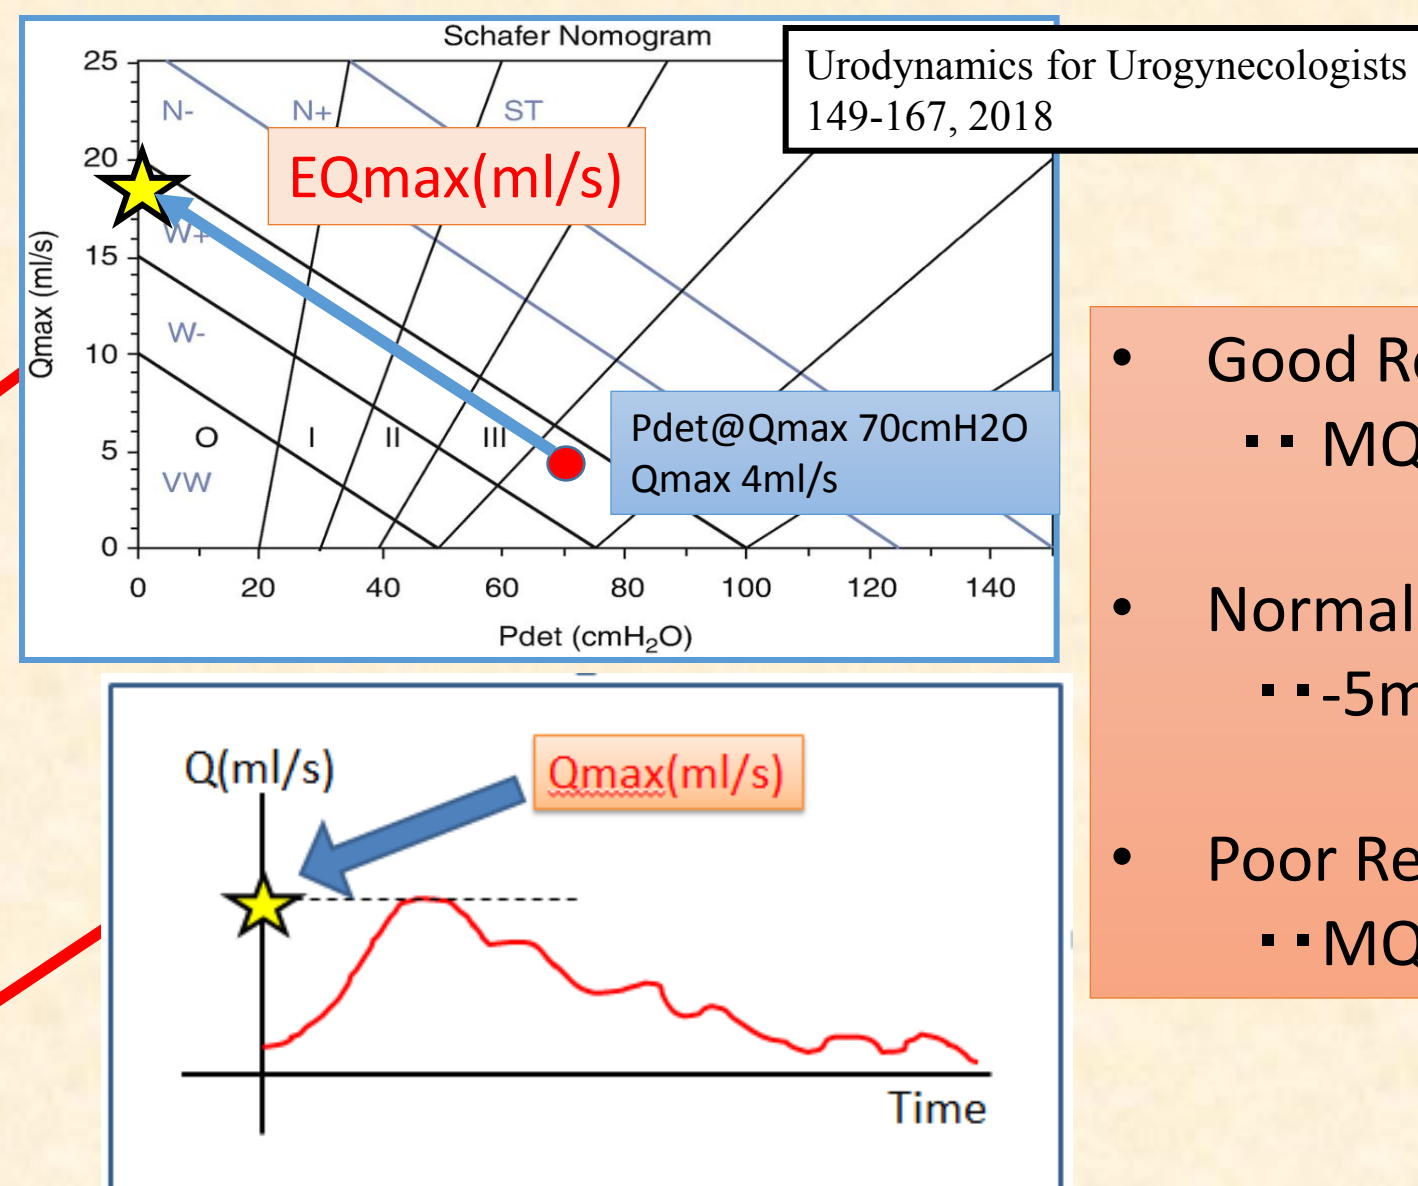 Schafer Nomogram
Urodynamics for Urogynecologists
149-167, 2018
25
20
15
10
5
0
Qmax (ml/s)
N-
N+
ST
EQmax(ml/s)
W+
W-
O
I
II
III
VW
Pdet@Qmax 70cmH2O
Qmax 4ml/s
0
20
40
60
80
100
120
140
Pdet (cmH₂O)
• Good
▪▪ MQ
• Normal
▪▪-5m
• Poor
▪▪MQ
Q(ml/s)
Qmax(ml/s)
Time